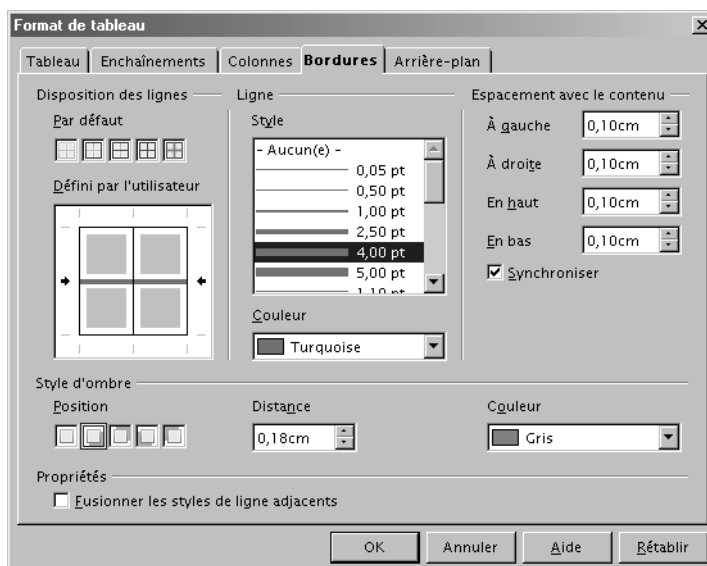 Format de tableau
Tableau Enchaînements Colonnes Bordures Arrière-plan
Disposition des lignes
Par défaut
Défini par l'utilisateur
Ligne
Style
- Aucun(e) -
0,05 pt
0,50 pt
1,00 pt
2,50 pt
4,00 pt
5,00 pt
1,10 pt
Couleur
Turquoise
Espacement avec le contenu
À gauche 0,10cm
À droite 0,10cm
En haut 0,10cm
En bas 0,10cm
Synchroniser
Style d'ombre
Position
Distance
0,18cm
Couleur
Gris
Propriétés
Fusionner les styles de ligne adjacents
OK Annuler Aide Rétablir